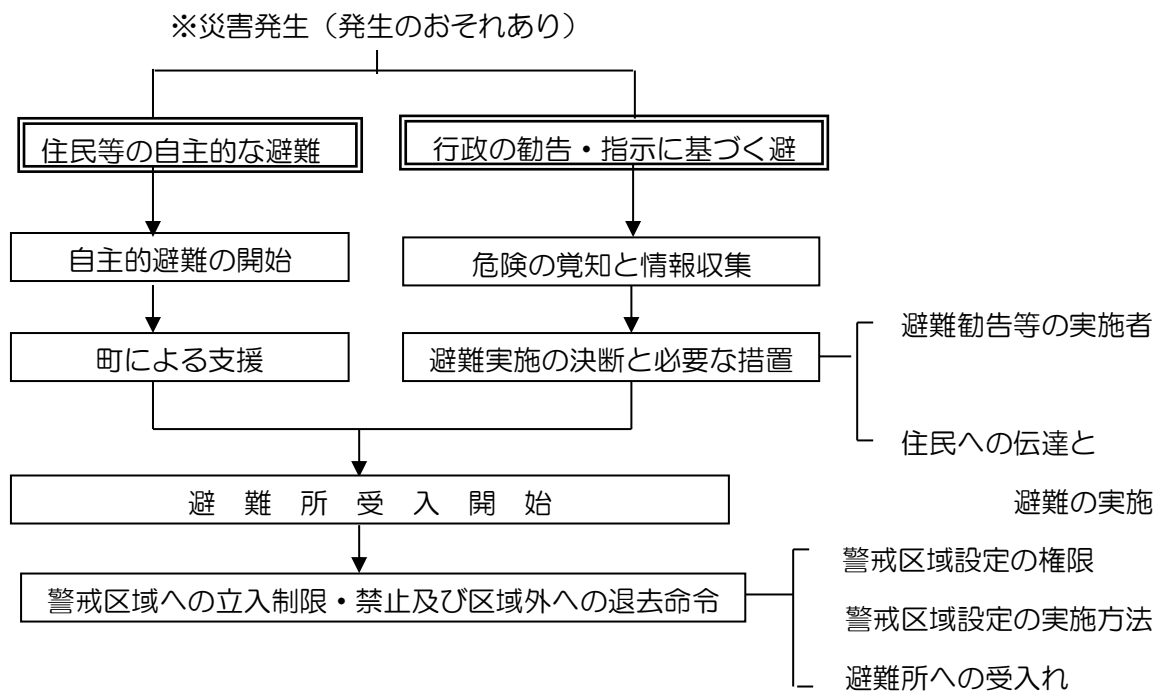 ※災害発生（発生のおそれあり）
住民等の自主的な避難
行政の勧告・指示に基づく避
自主的避難の開始
危険の覚知と情報収集
町による支援
避難実施の決断と必要な措置
避難勧告等の実施者
住民への伝達と
避難の実施
避　難　所　受　入　開　始
警戒区域への立入制限・禁止及び区域外への退去命令
警戒区域設定の権限
警戒区域設定の実施方法
避難所への受入れ